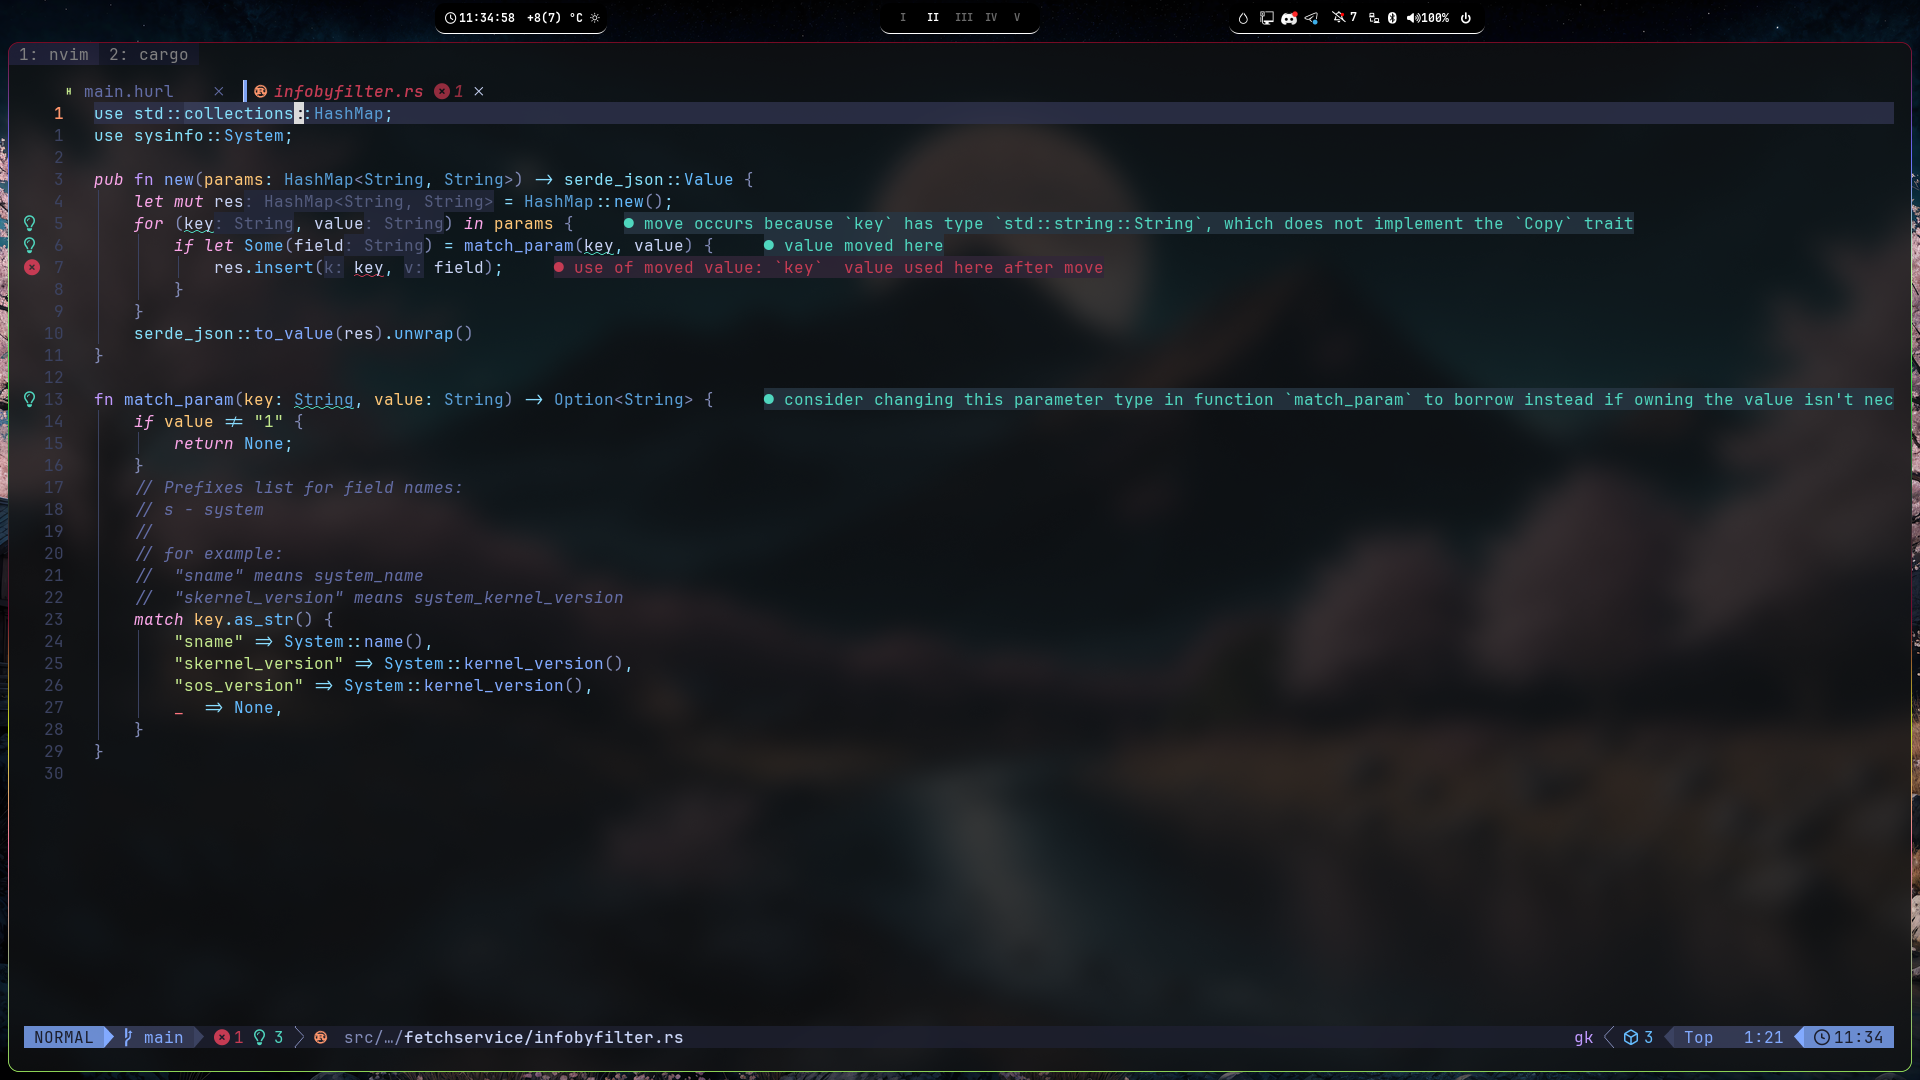 11:34:58 +8(7) °C
I II III IV V
7 100%
1: nvim 2: cargo
main.hurl × infobyfilter.rs 1 ×
1 use std::collections::HashMap;
1 use sysinfo::System;
2
3 pub fn new(params: HashMap<String, String>) -> serde_json::Value {
4 let mut res: HashMap<String, String> = HashMap::new();
5 for (key: String, value: String) in params { ● move occurs because `key` has type `std::string::String`, which does not implement the `Copy` trait
6 if let Some(field: String) = match_param(key, value) { ● value moved here
7 res.insert(k: key, v: field); ● use of moved value: `key`  value used here after move
8 }
9 }
10 serde_json::to_value(res).unwrap()
11 }
12
13 fn match_param(key: String, value: String) -> Option<String> { ● consider changing this parameter type in function `match_param` to borrow instead if owning the value isn't nec
14 if value != "1" {
15 return None;
16 }
17 // Prefixes list for field names:
18 // s - system
19 //
20 // for example:
21 //  "sname" means system_name
22 //  "skernel_version" means system_kernel_version
23 match key.as_str() {
24 "sname" => System::name(),
25 "skernel_version" => System::kernel_version(),
26 "sos_version" => System::kernel_version(),
27 _  => None,
28 }
29 }
30
NORMAL main 1 3 src/…/fetchservice/infobyfilter.rs gk 3 Top 1:21 11:34